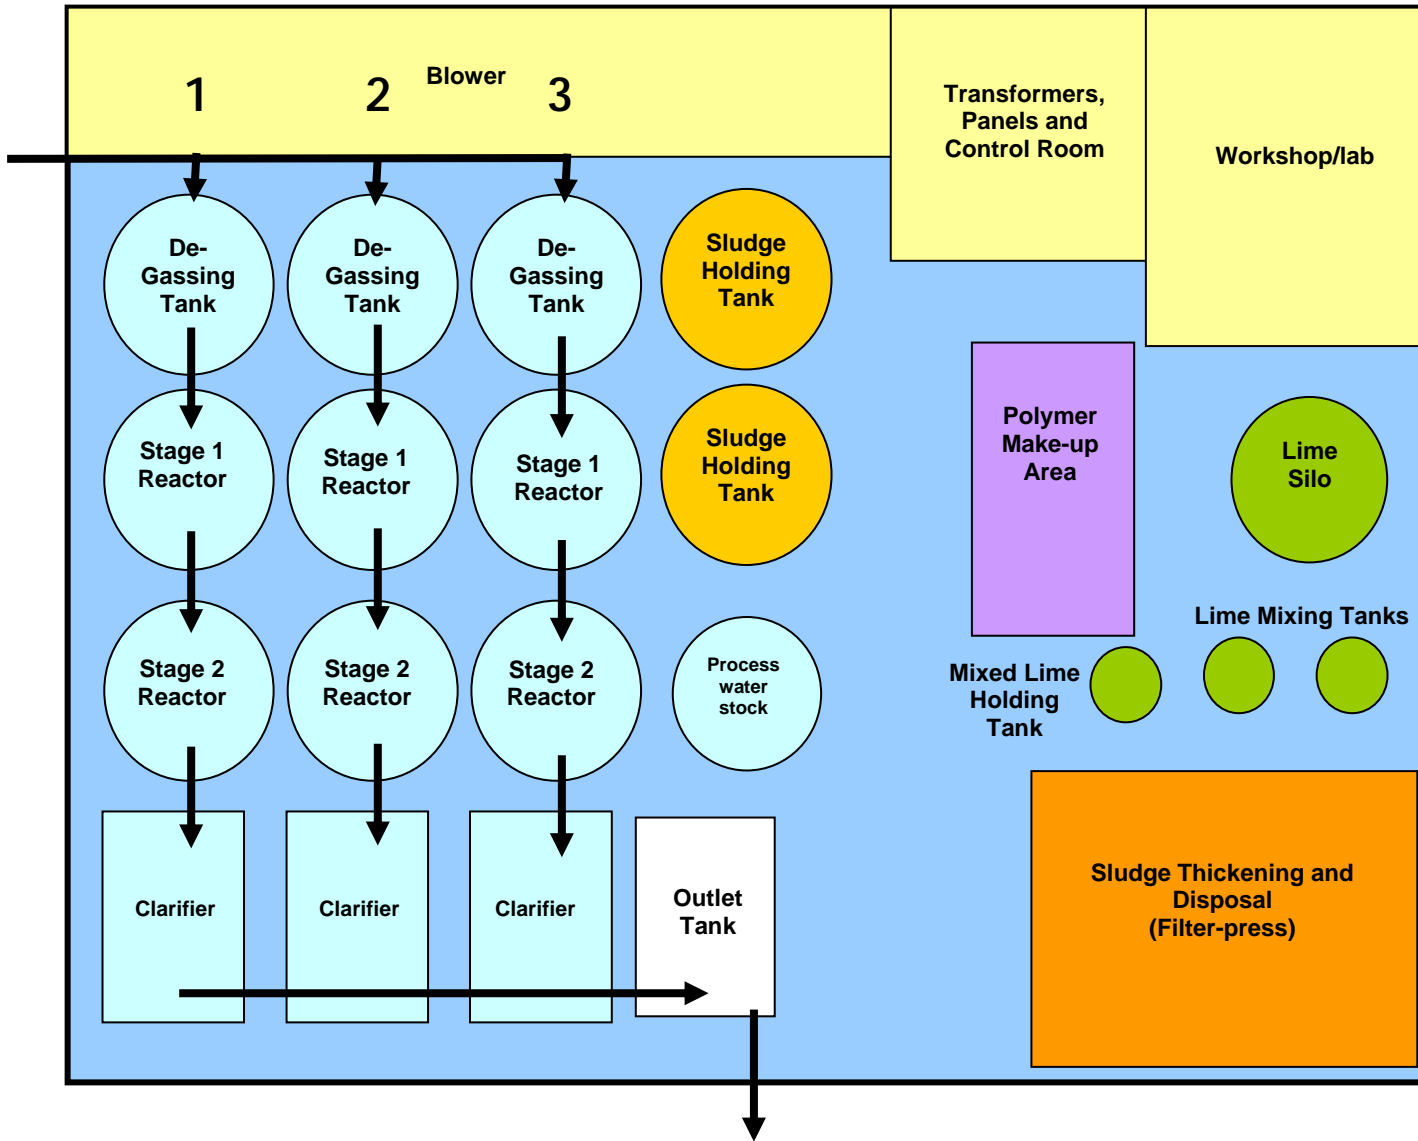 1
2
Blower
3
Transformers,
Panels and
Control Room
Workshop/lab
De-
Gassing
Tank
De-
Gassing
Tank
De-
Gassing
Tank
Sludge
Holding
Tank
Stage 1
Reactor
Stage 1
Reactor
Stage 1
Reactor
Sludge
Holding
Tank
Polymer
Make-up
Area
Lime
Silo
Lime Mixing Tanks
Stage 2
Reactor
Stage 2
Reactor
Stage 2
Reactor
Process
water
stock
Mixed Lime
Holding
Tank
Clarifier
Clarifier
Clarifier
Outlet
Tank
Sludge Thickening and
Disposal
(Filter-press)